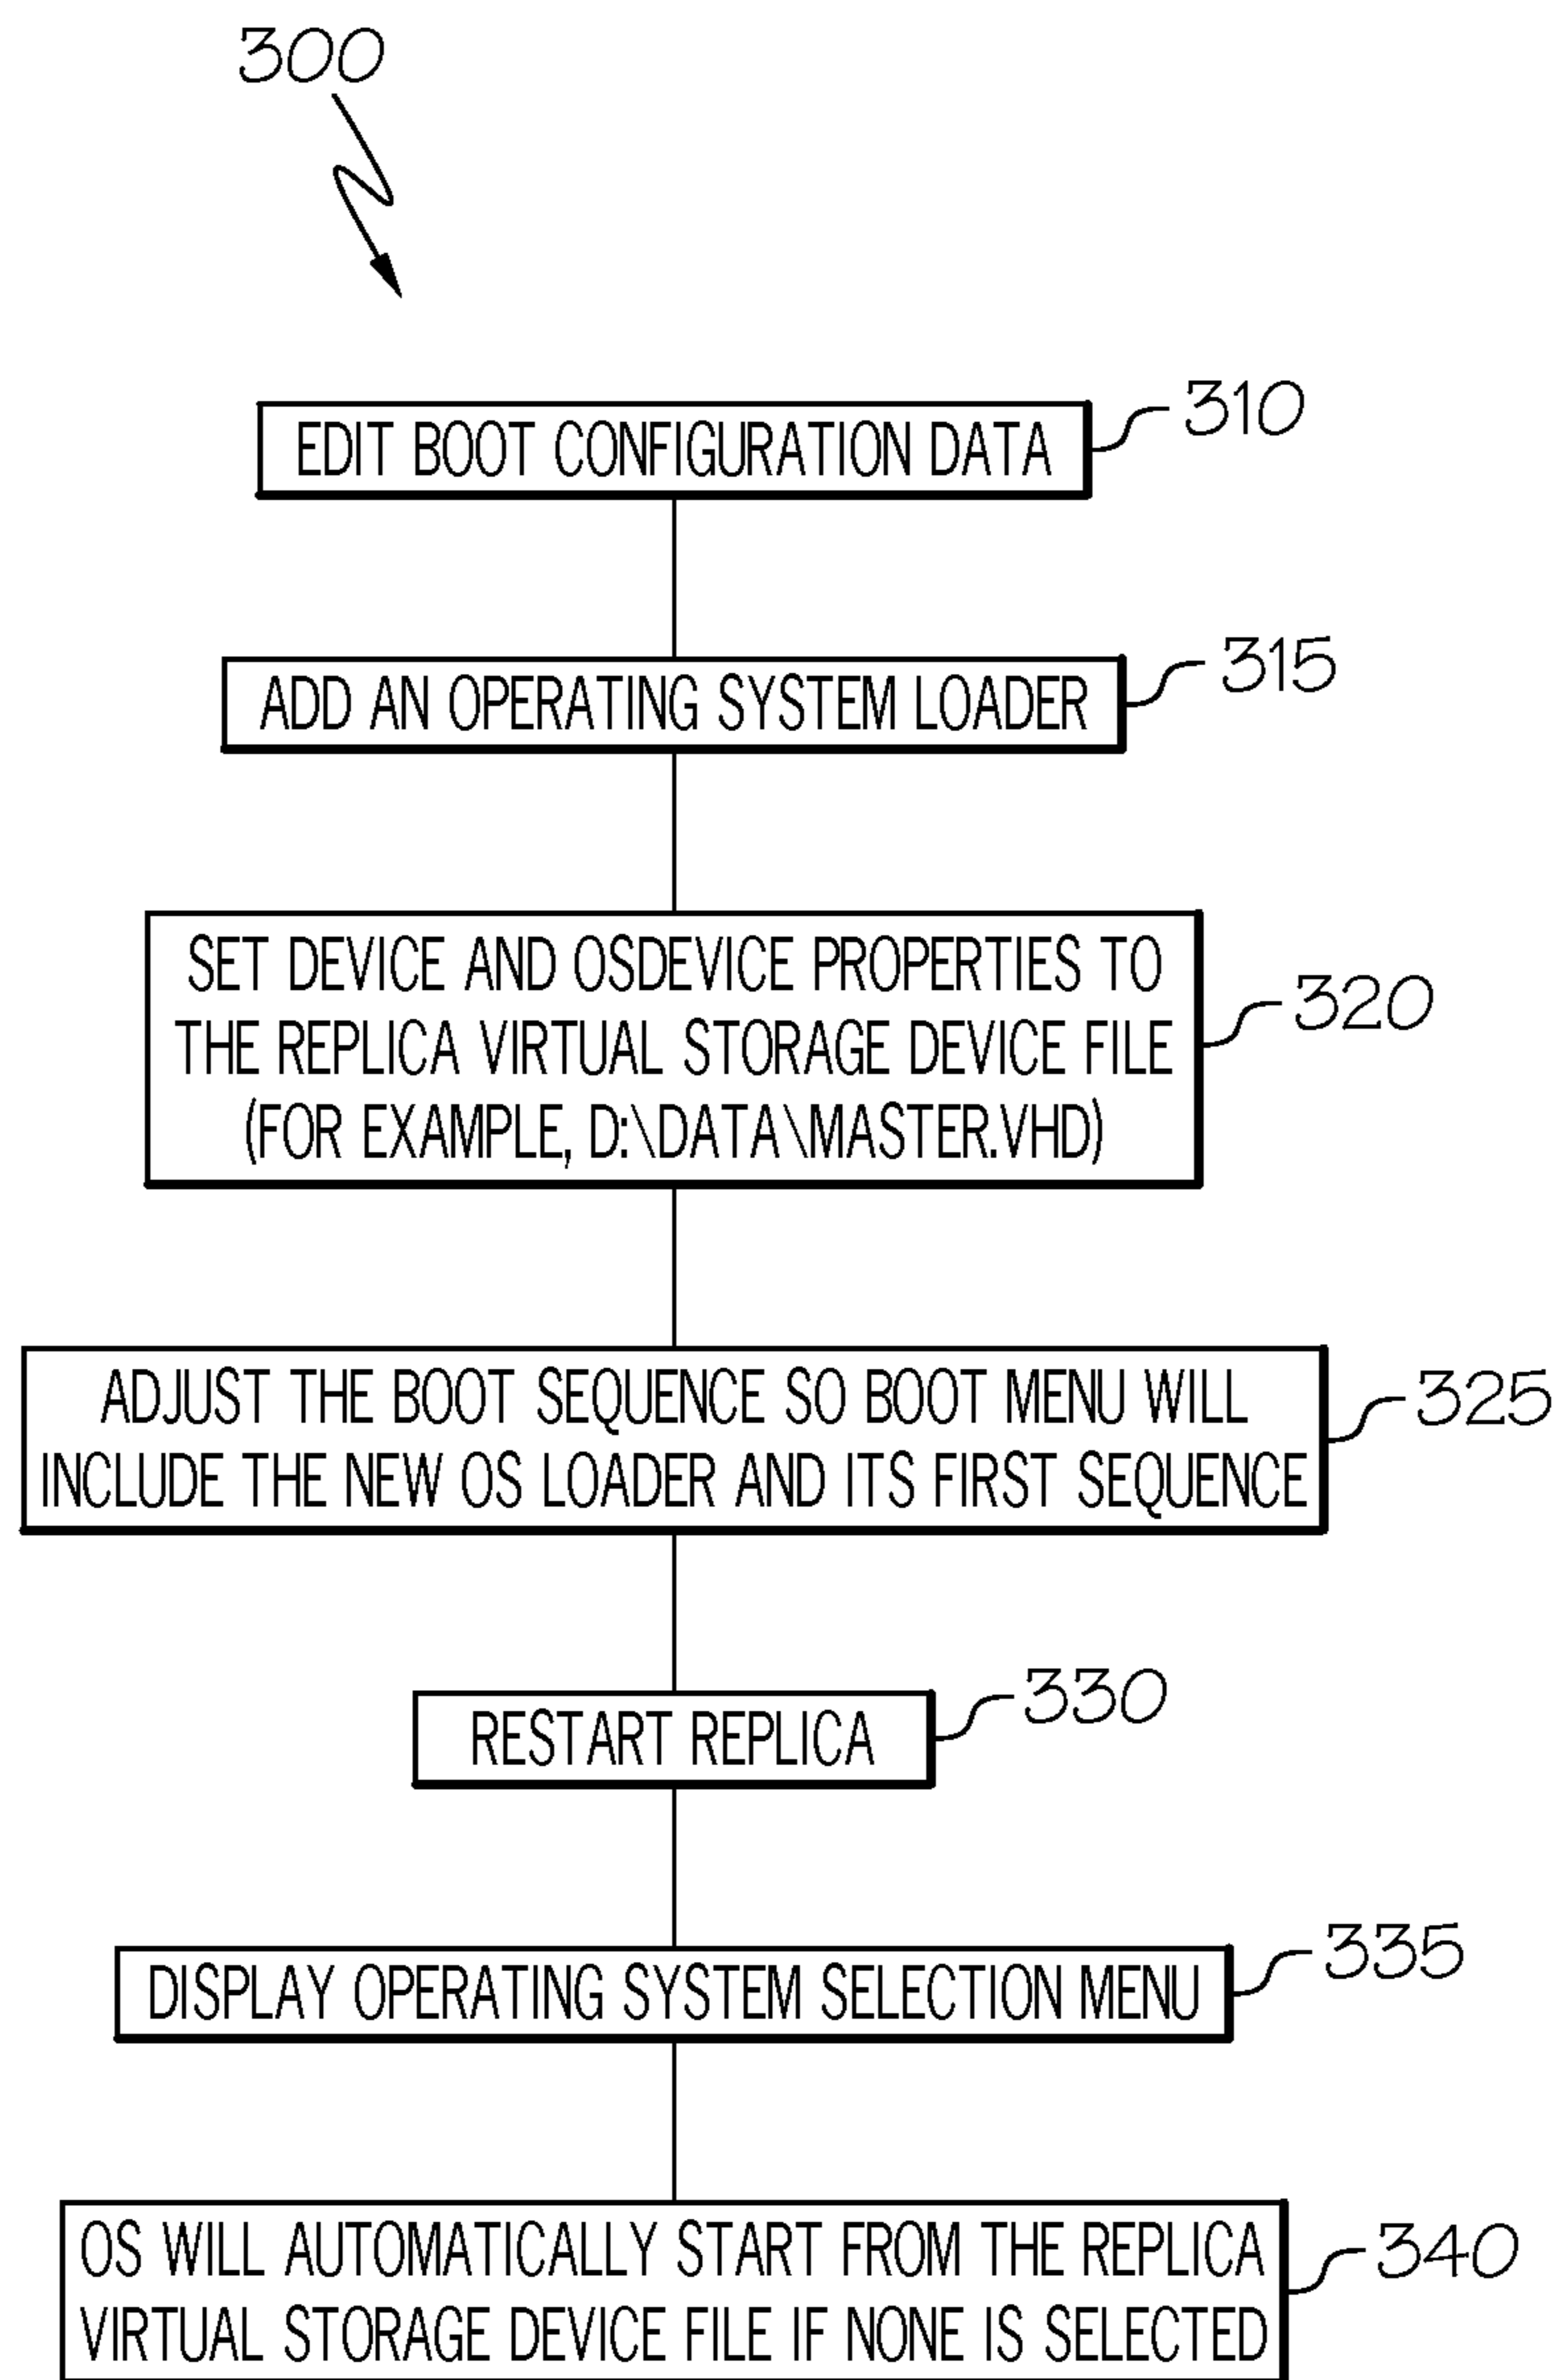 300
EDIT BOOT CONFIGURATION DATA
310
ADD AN OPERATING SYSTEM LOADER
315
SET DEVICE AND OSDEVICE PROPERTIES TO
THE REPLICA VIRTUAL STORAGE DEVICE FILE
(FOR EXAMPLE, D:\DATA\MASTER.VHD)
320
ADJUST THE BOOT SEQUENCE SO BOOT MENU WILL
INCLUDE THE NEW OS LOADER AND ITS FIRST SEQUENCE
325
RESTART REPLICA
330
DISPLAY OPERATING SYSTEM SELECTION MENU
335
OS WILL AUTOMATICALLY START FROM THE REPLICA
VIRTUAL STORAGE DEVICE FILE IF NONE IS SELECTED
340